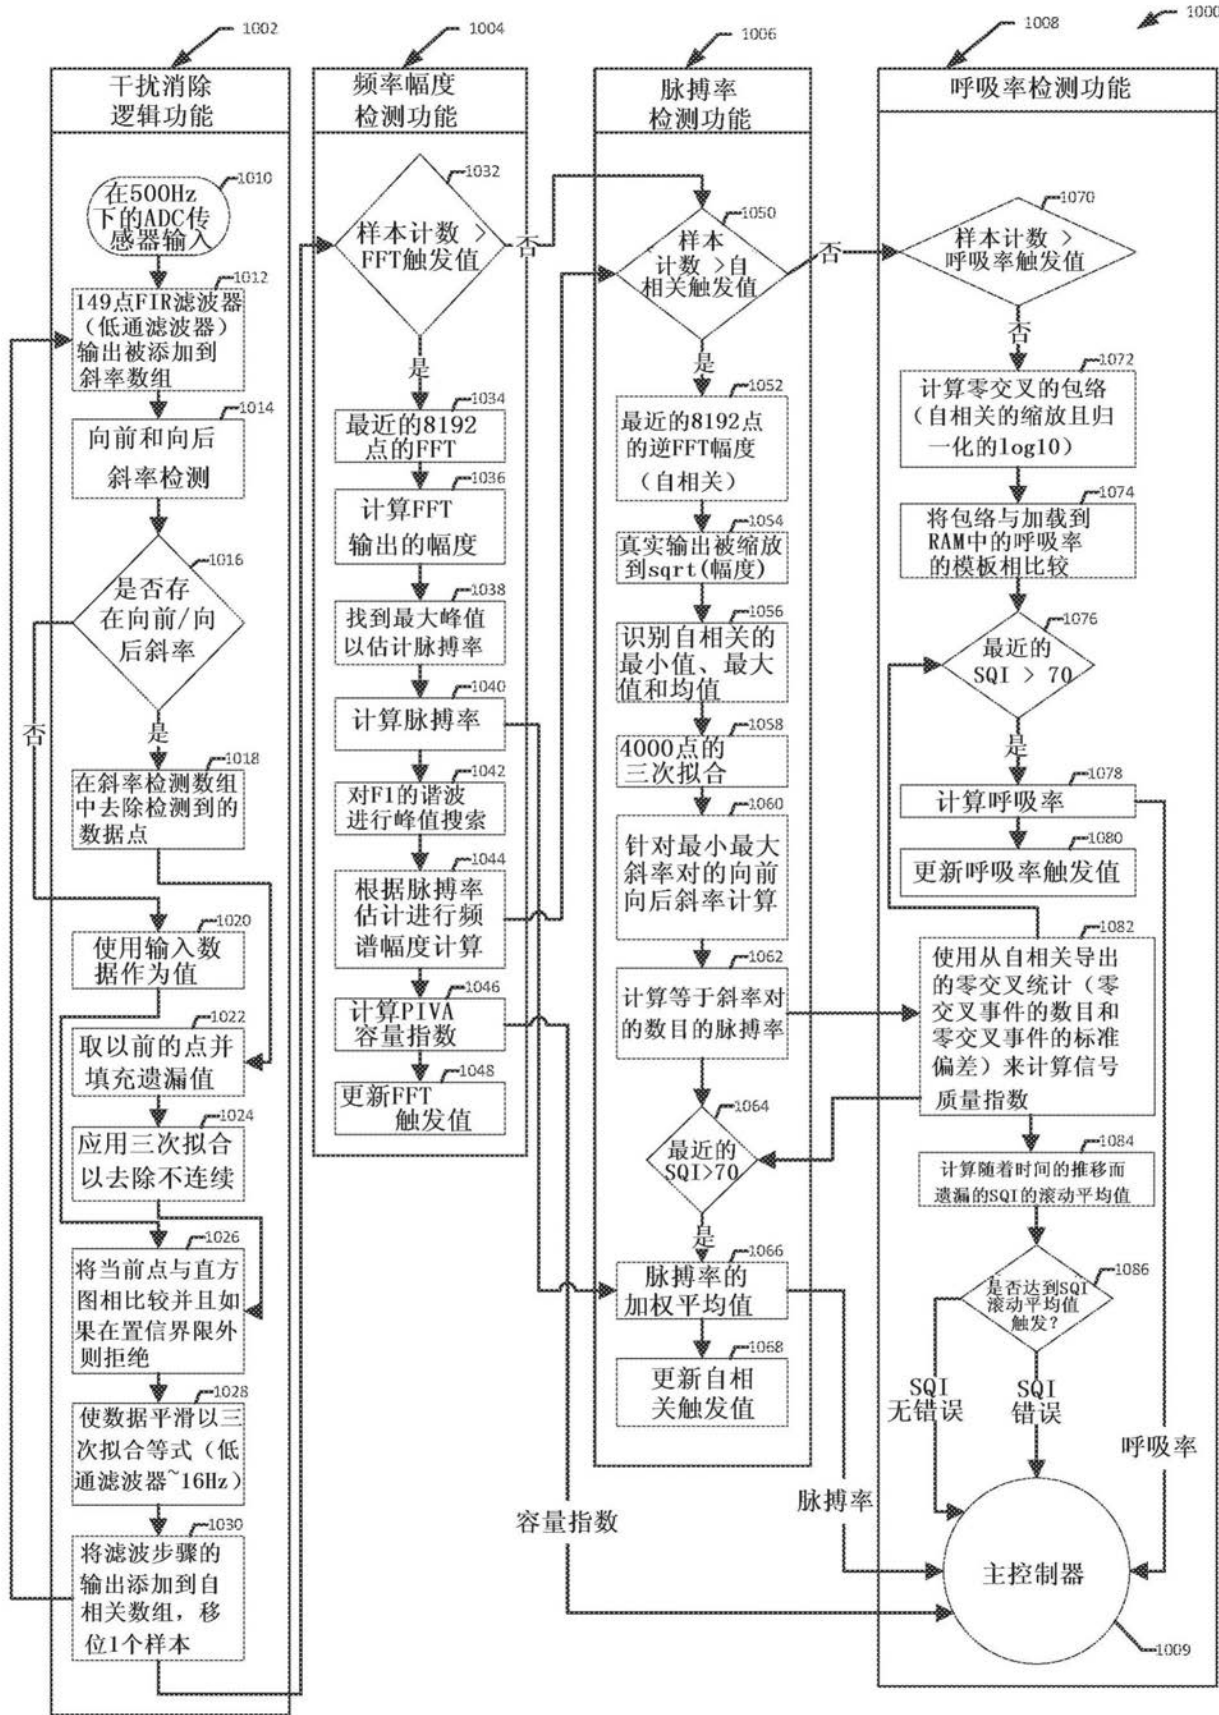 1000
1002
干扰消除
逻辑功能
1010
在500Hz
下的ADC传
感器输入
1012
149点FIR滤波器
（低通滤波器）
输出被添加到
斜率数组
1014
向前和向后
斜率检测
1016
是否存
在向前/向
后斜率
否
是
1018
在斜率检测数组
中去除检测到的
数据点
1020
使用输入数
据作为值
1022
取以前的点并
填充遗漏值
1024
应用三次拟合
以去除不连续
1026
将当前点与直方
图相比较并且如
果在置信界限外
则拒绝
1028
使数据平滑以三
次拟合等式（低
通滤波器~16Hz）
1030
将滤波步骤的
输出添加到自
相关数组，移
位1个样本
1004
频率幅度
检测功能
1032
样本计数 >
FFT触发值
否
是
1034
最近的8192
点的FFT
1036
计算FFT
输出的幅度
1038
找到最大峰值
以估计脉搏率
1040
计算脉搏率
1042
对F1的谐波
进行峰值搜索
1044
根据脉搏率
估计进行频
谱幅度计算
1046
计算PIVA
容量指数
1048
更新FFT
触发值
1006
脉搏率
检测功能
1050
样本
计数 >自
相关触发值
否
是
1052
最近的8192点
的逆FFT幅度
（自相关）
1054
真实输出被缩放
到sqrt(幅度)
1056
识别自相关的
最小值、最大
值和均值
1058
4000点的
三次拟合
1060
针对最小最大
斜率对的向前
向后斜率计算
1062
计算等于斜率对
的数目的脉搏率
1064
最近的
SQI>70
是
1066
脉搏率的
加权平均值
1068
更新自相
关触发值
1008
呼吸率检测功能
1070
样本计数 >
呼吸率触发值
否
1072
计算零交叉的包络
（自相关的缩放且归
一化的log10）
1074
将包络与加载到
RAM中的呼吸率
的模板相比较
1076
最近的
SQI > 70
是
1078
计算呼吸率
1080
更新呼吸率触发值
1082
使用从自相关导出
的零交叉统计（零
交叉事件的数目和
零交叉事件的标准
偏差）来计算信号
质量指数
1084
计算随着时间的推移而
遗漏的SQI的滚动平均值
1086
是否达到SQI
滚动平均值
触发？
SQI
无错误
SQI
错误
呼吸率
脉搏率
容量指数
主控制器
1009